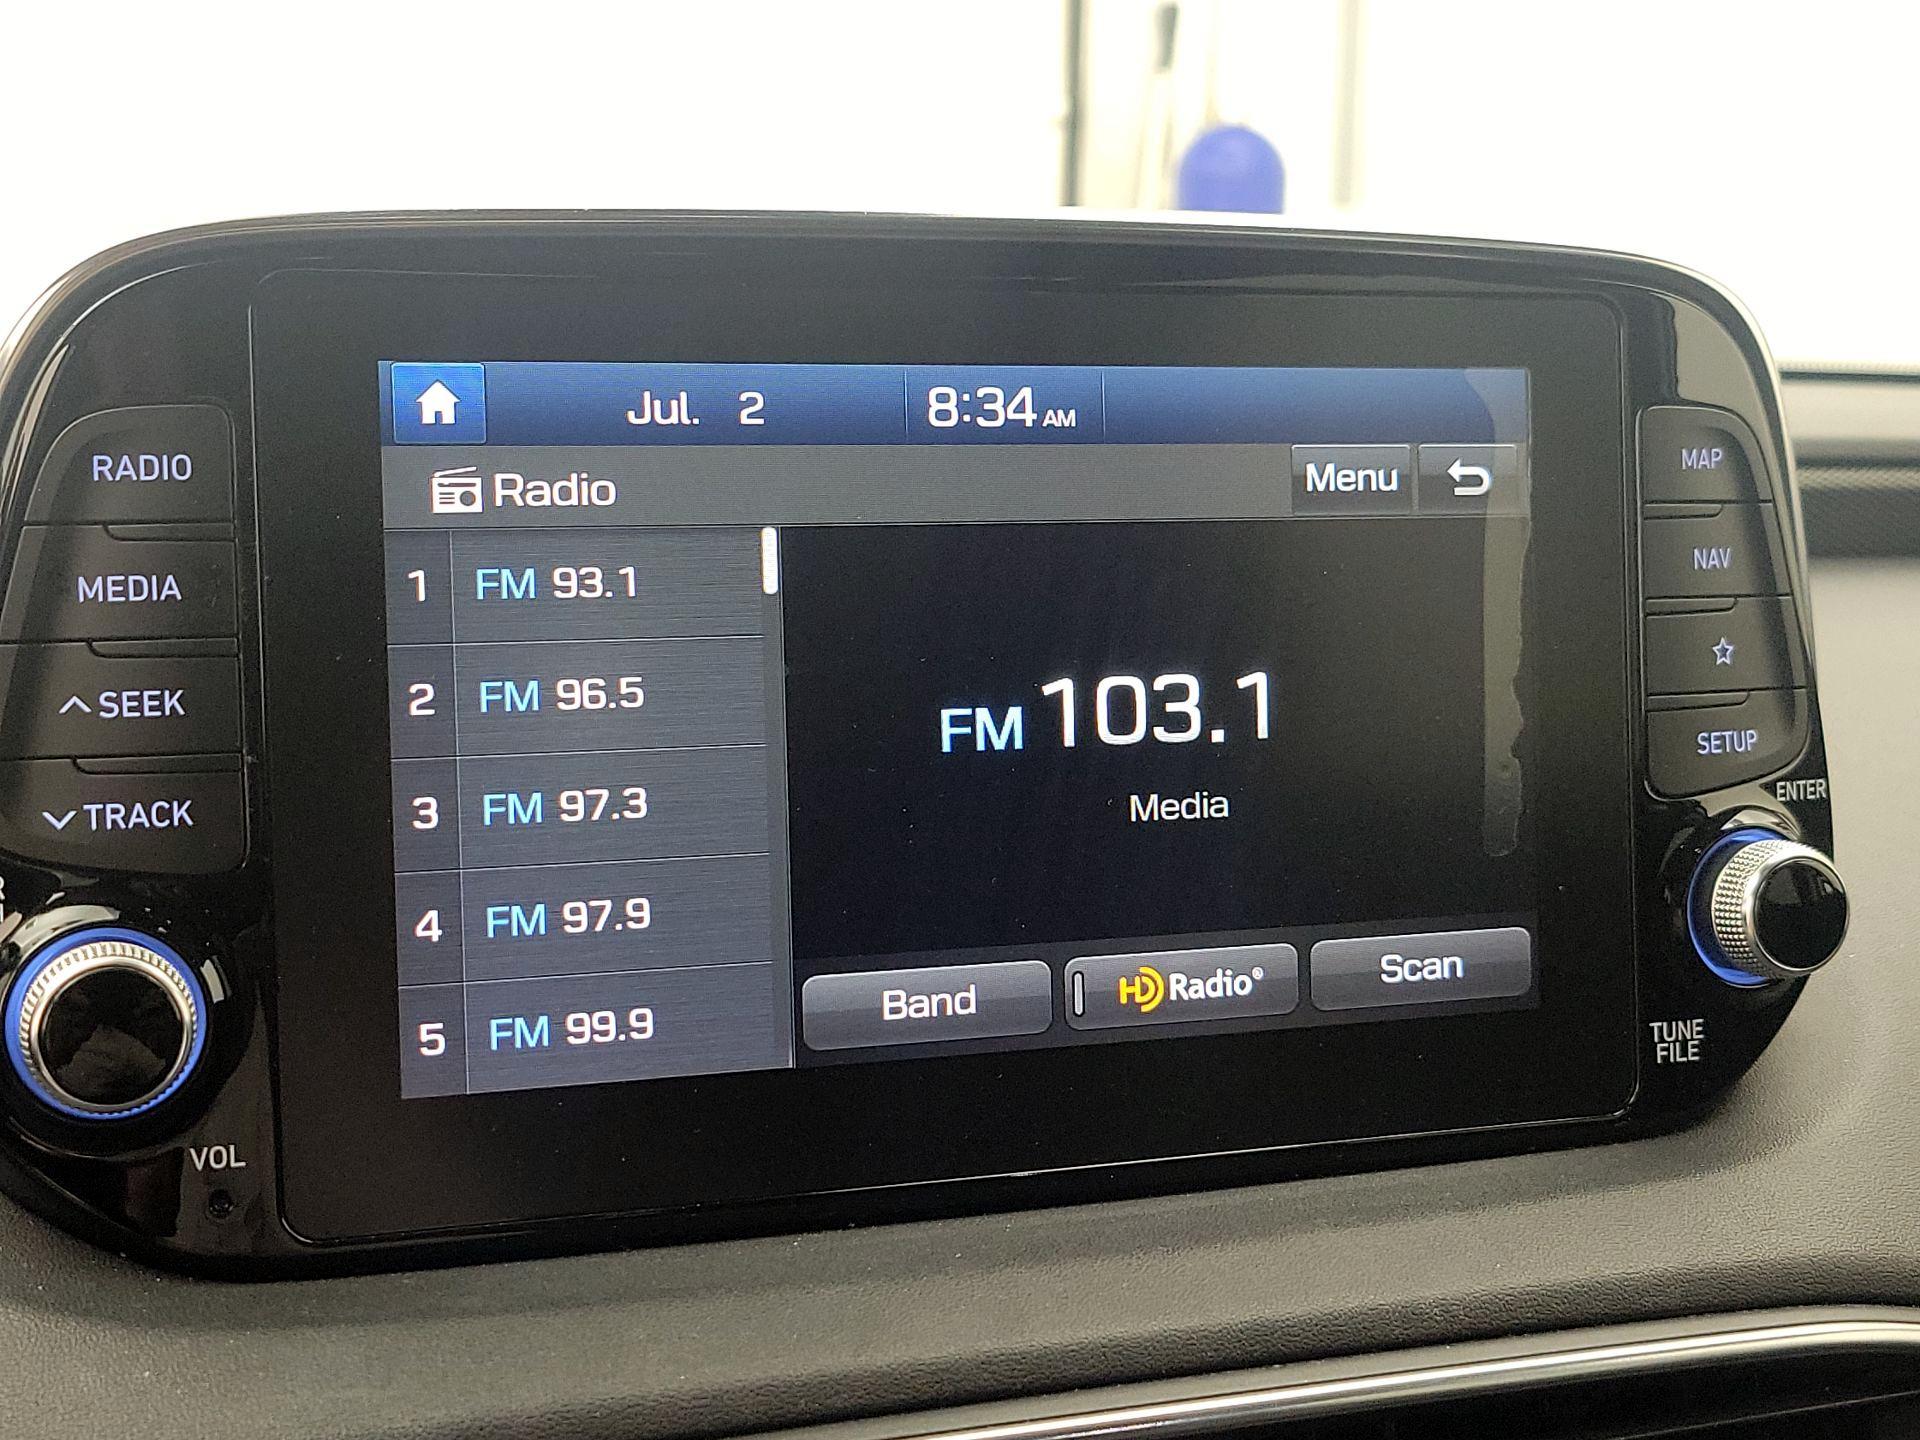 Jul. 2 8:34 AM
Radio Menu
1 FM 93.1
2 FM 96.5
3 FM 97.3
4 FM 97.9
5 FM 99.9
FM 103.1
Media
Band HD Radio® Scan
RADIO
MEDIA
SEEK
TRACK
VOL
MAP
NAV
SETUP
ENTER
TUNE
FILE